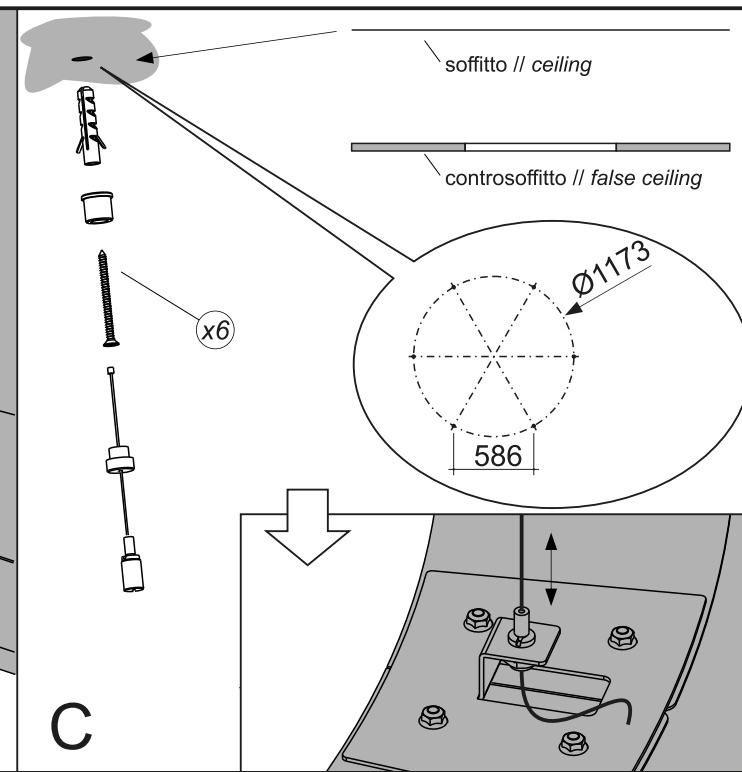 soffitto // ceiling
controsoffitto // false ceiling
Ø1173
x6
586
C